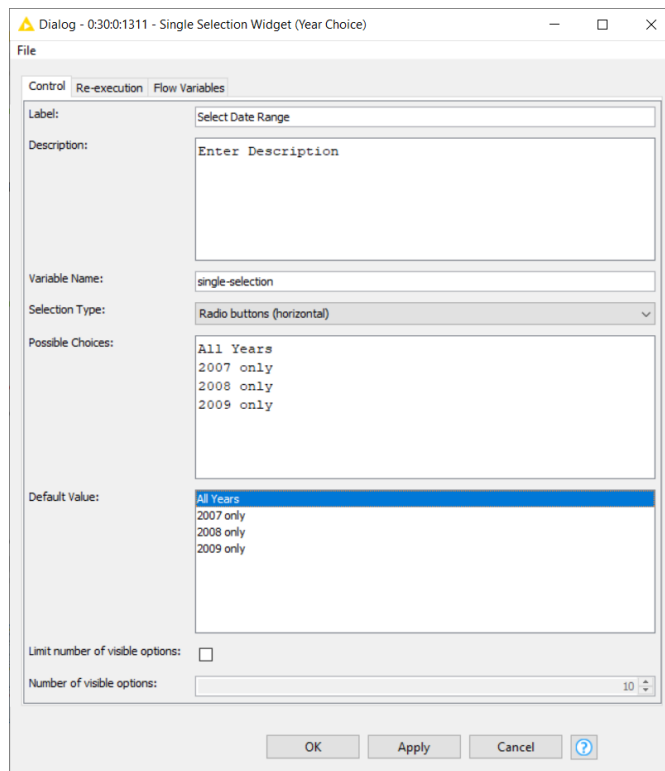 Dialog - 0:30:0:1311 - Single Selection Widget (Year Choice)
File
Control Re-execution Flow Variables
Label: Select Date Range
Description: Enter Description
Variable Name: single-selection
Selection Type: Radio buttons (horizontal)
Possible Choices: All Years
2007 only
2008 only
2009 only
Default Value: All Years
2007 only
2008 only
2009 only
Limit number of visible options:
Number of visible options: 10
OK Apply Cancel ?